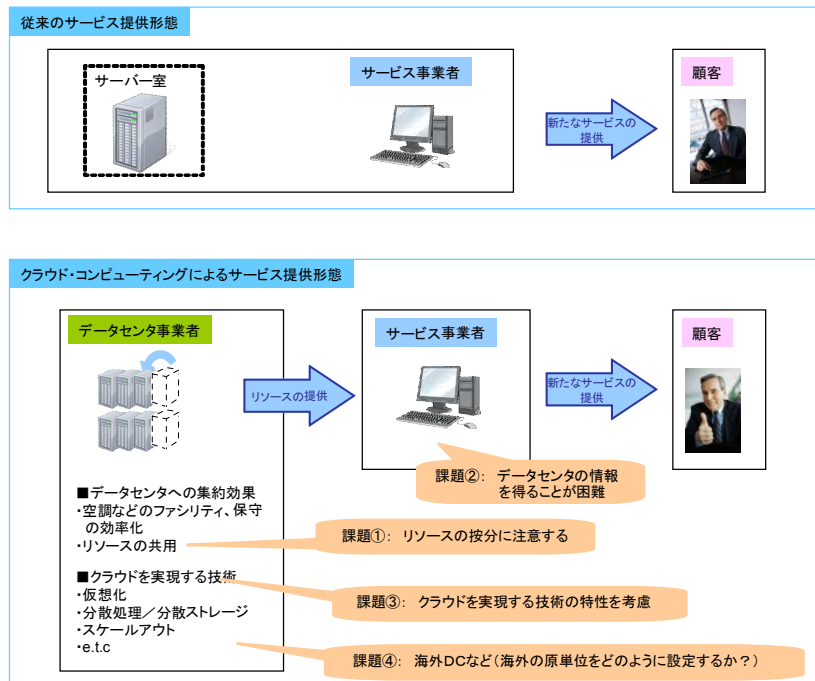 従来のサービス提供形態
サーバー室
サービス事業者
顧客
新たなサービスの
提供
クラウド・コンピューティングによるサービス提供形態
データセンタ事業者
サービス事業者
顧客
リソースの提供
新たなサービスの
提供
課題②： データセンタの情報
を得ることが困難
■データセンタへの集約効果
・空調などのファシリティ、保守
の効率化
・リソースの共用
課題①： リソースの按分に注意する
■クラウドを実現する技術
・仮想化
・分散処理／分散ストレージ
・スケールアウト
・e.t.c
課題③： クラウドを実現する技術の特性を考慮
課題④： 海外DCなど（海外の原単位をどのように設定するか？）